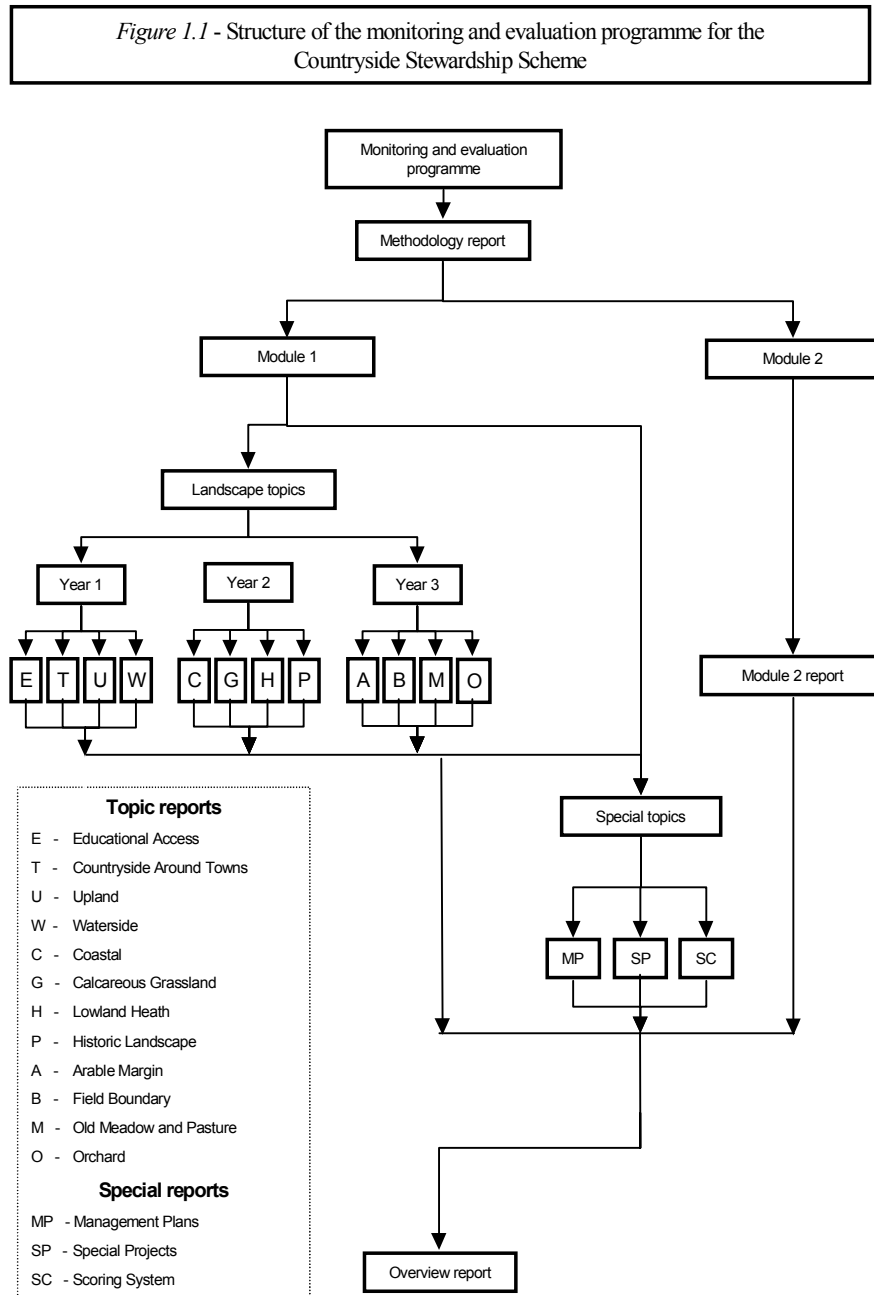 Figure 1.1 - Structure of the monitoring and evaluation programme for the
Countryside Stewardship Scheme
Monitoring and evaluation
programme
Methodology report
Module 1
Module 2
Landscape topics
Year 1
Year 2
Year 3
E T U W C G H P A B M O
Module 2 report
Special topics
MP SP SC
Overview report
Topic reports
E - Educational Access
T - Countryside Around Towns
U - Upland
W - Waterside
C - Coastal
G - Calcareous Grassland
H - Lowland Heath
P - Historic Landscape
A - Arable Margin
B - Field Boundary
M - Old Meadow and Pasture
O - Orchard
Special reports
MP - Management Plans
SP - Special Projects
SC - Scoring System